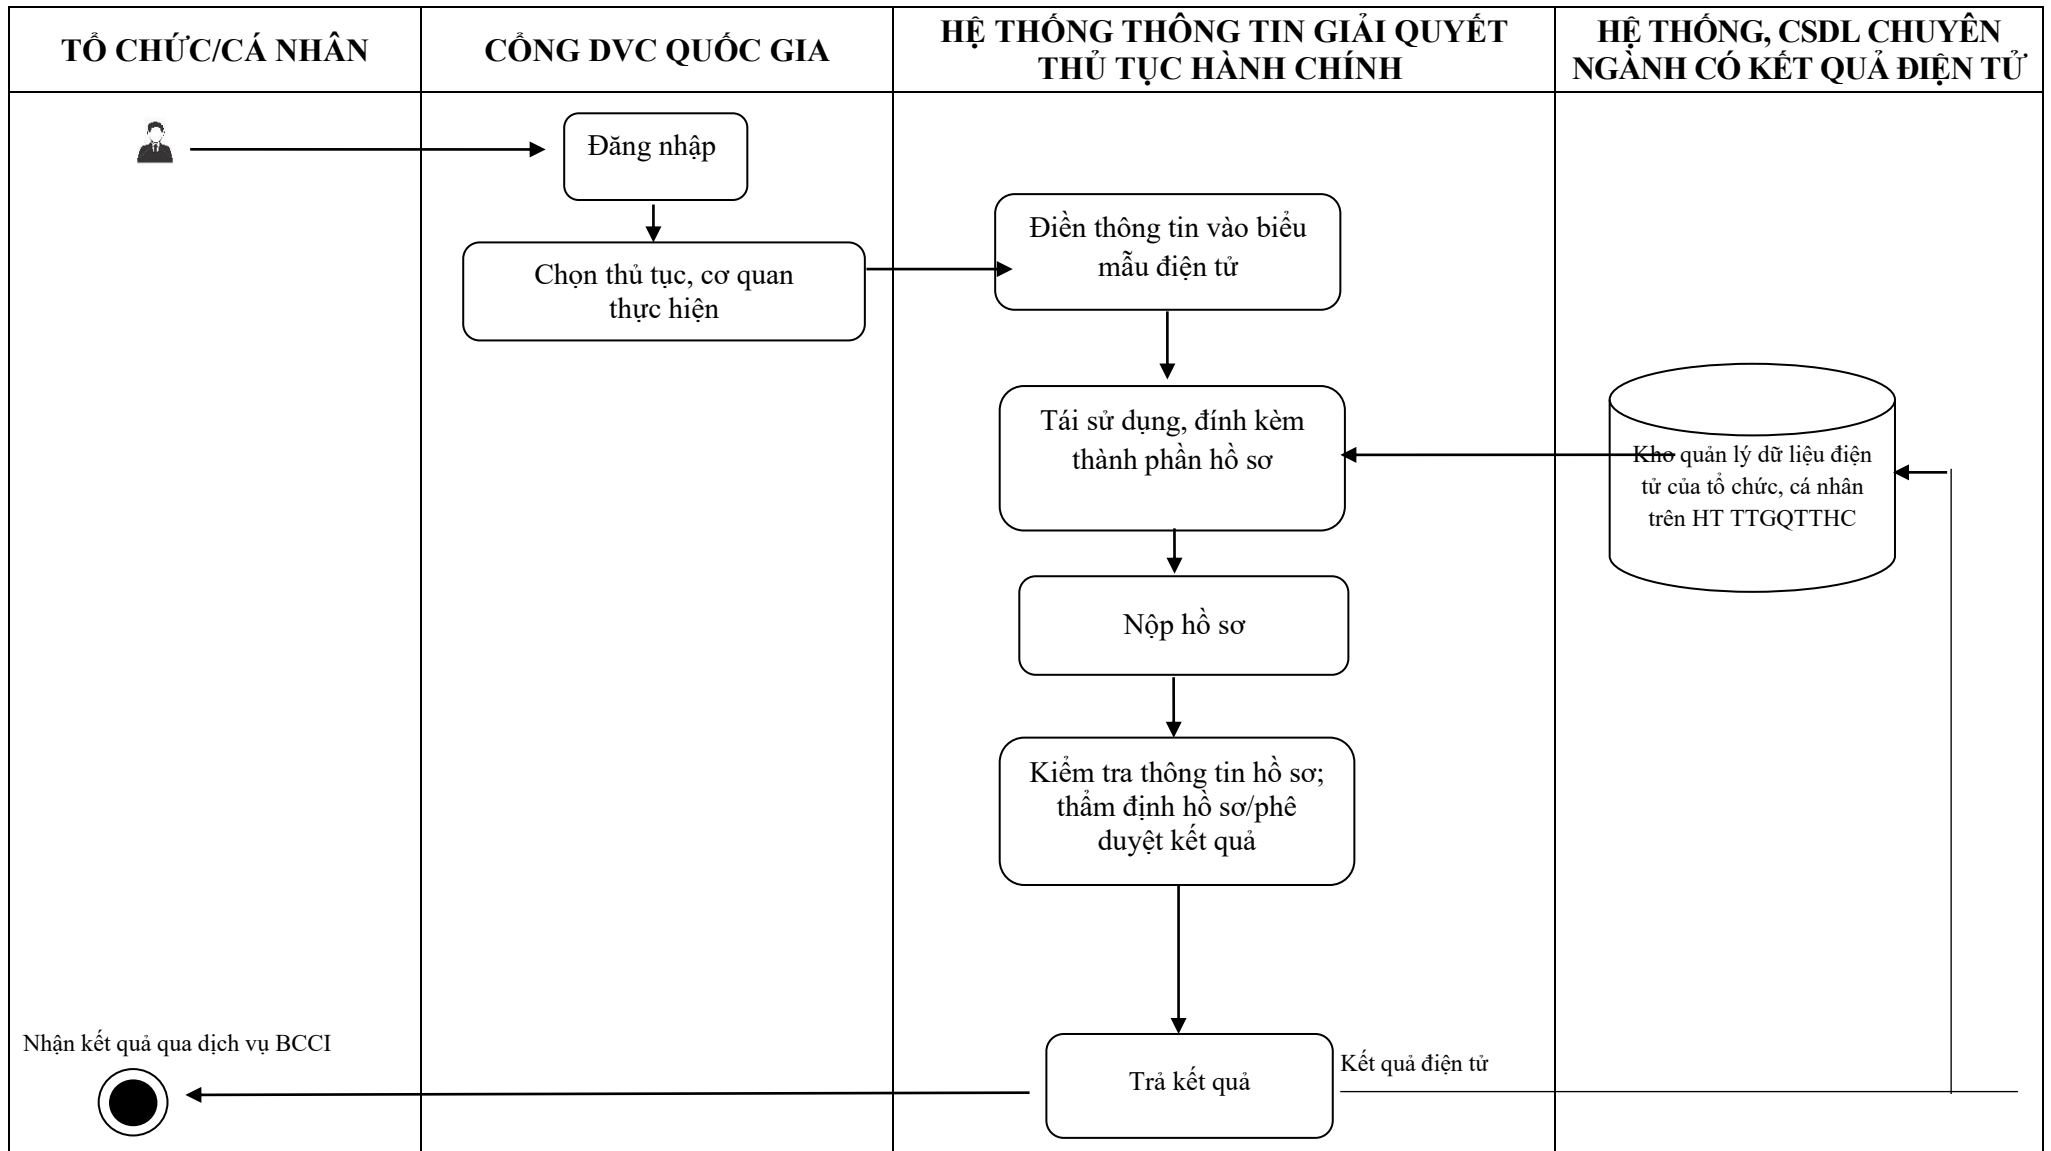 TỔ CHỨC/CÁ NHÂN
CỔNG DVC QUỐC GIA
HỆ THỐNG THÔNG TIN GIẢI QUYẾT
THỦ TỤC HÀNH CHÍNH
HỆ THỐNG, CSDL CHUYÊN
NGÀNH CÓ KẾT QUẢ ĐIỆN TỬ
Đăng nhập
Chọn thủ tục, cơ quan
thực hiện
Điền thông tin vào biểu
mẫu điện tử
Tái sử dụng, đính kèm
thành phần hồ sơ
Kho quản lý dữ liệu điện
tử của tổ chức, cá nhân
trên HT TTGQTTHC
Nộp hồ sơ
Kiểm tra thông tin hồ sơ;
thẩm định hồ sơ/phê
duyệt kết quả
Nhận kết quả qua dịch vụ BCCI
Trả kết quả
Kết quả điện tử